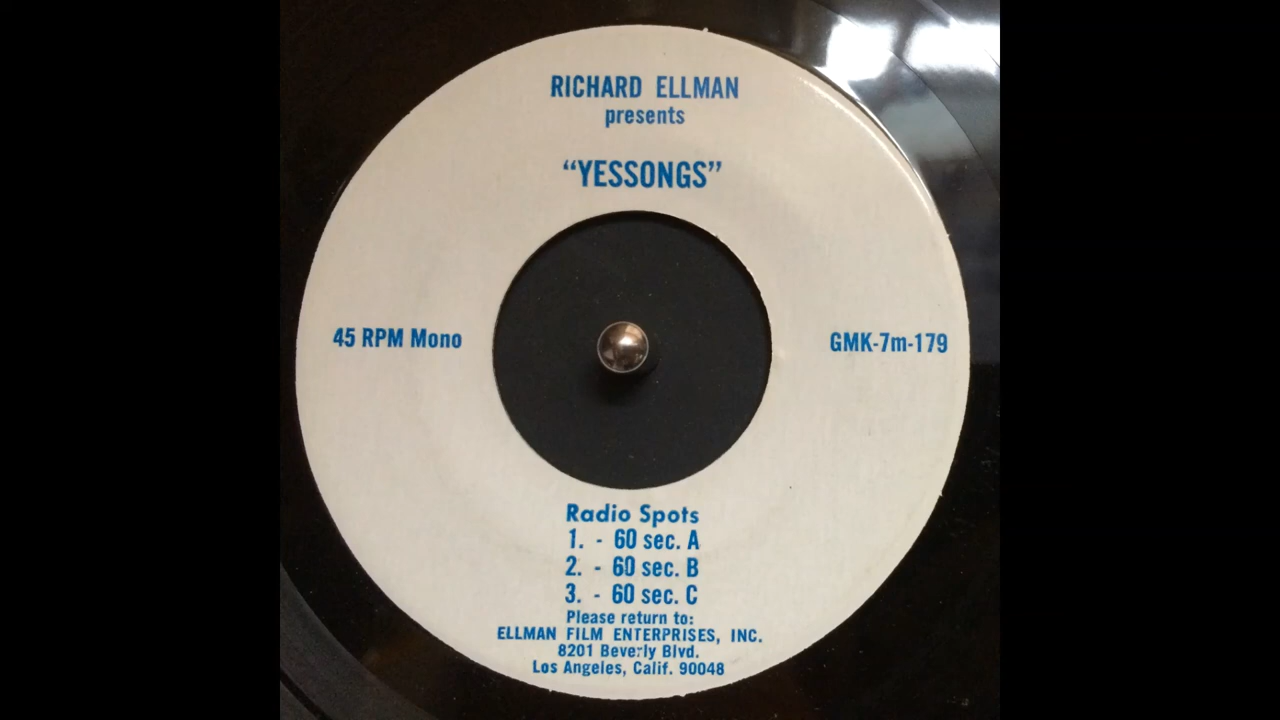 RICHARD ELLMAN
presents
“YESSONGS”
45 RPM Mono
GMK-7m-179
Radio Spots
1. - 60 sec. A
2. - 60 sec. B
3. - 60 sec. C
Please return to:
ELLMAN FILM ENTERPRISES, INC.
8201 Beverly Blvd.
Los Angeles, Calif. 90048